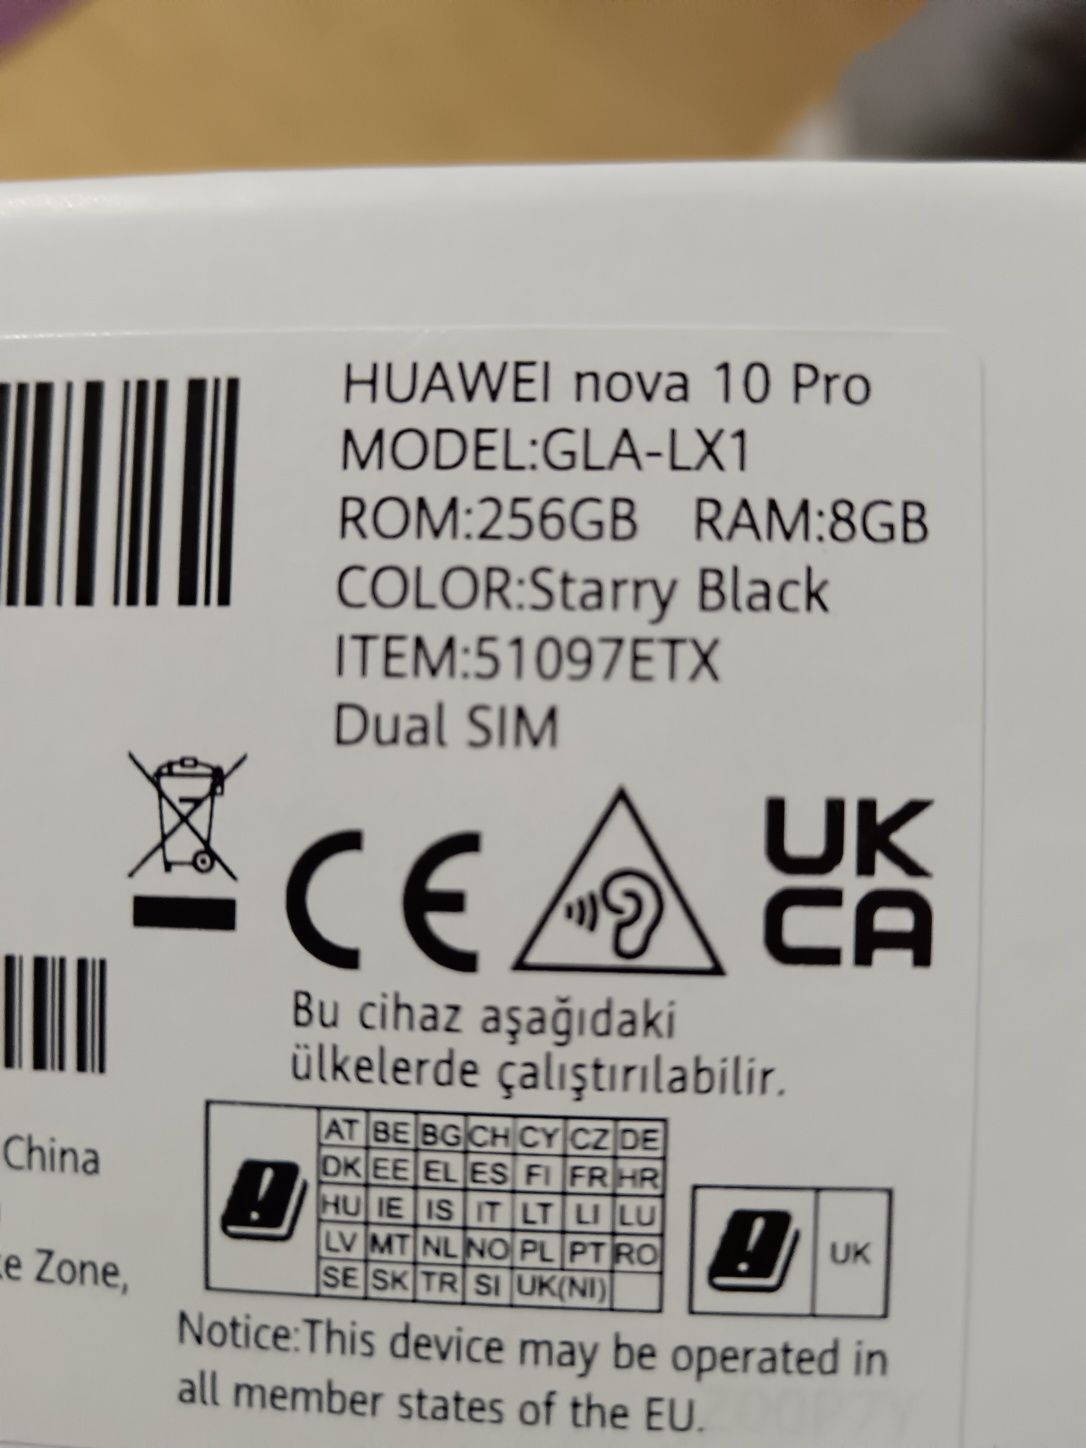 HUAWEI nova 10 Pro
MODEL:GLA-LX1
ROM:256GB RAM:8GB
COLOR:Starry Black
ITEM:51097ETX
Dual SIM
CE
UK
CA
Bu cihaz aşağıdaki
ülkelerde çalıştırılabilir.
AT BE BG CH CY CZ DE
DK EE EL ES FI FR HR
HU IE IS IT LT LI LU
LV MT NL NO PL PT RO
SE SK TR SI UK(NI)
UK
China
Zone,
Notice:This device may be operated in
all member states of the EU.